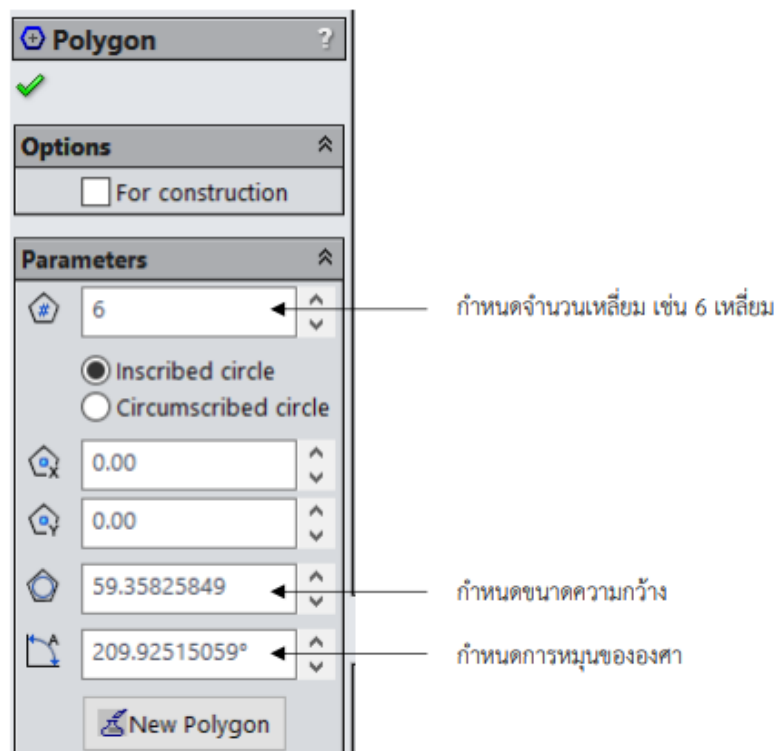 Polygon ?
Options
For construction
Parameters
# 6 กำหนดจำนวนเหลี่ยม เช่น 6 เหลี่ยม
Inscribed circle
Circumscribed circle
X 0.00
Y 0.00
59.35825849 กำหนดขนาดความกว้าง
A 209.92515059° กำหนดการหมุนขององศา
New Polygon